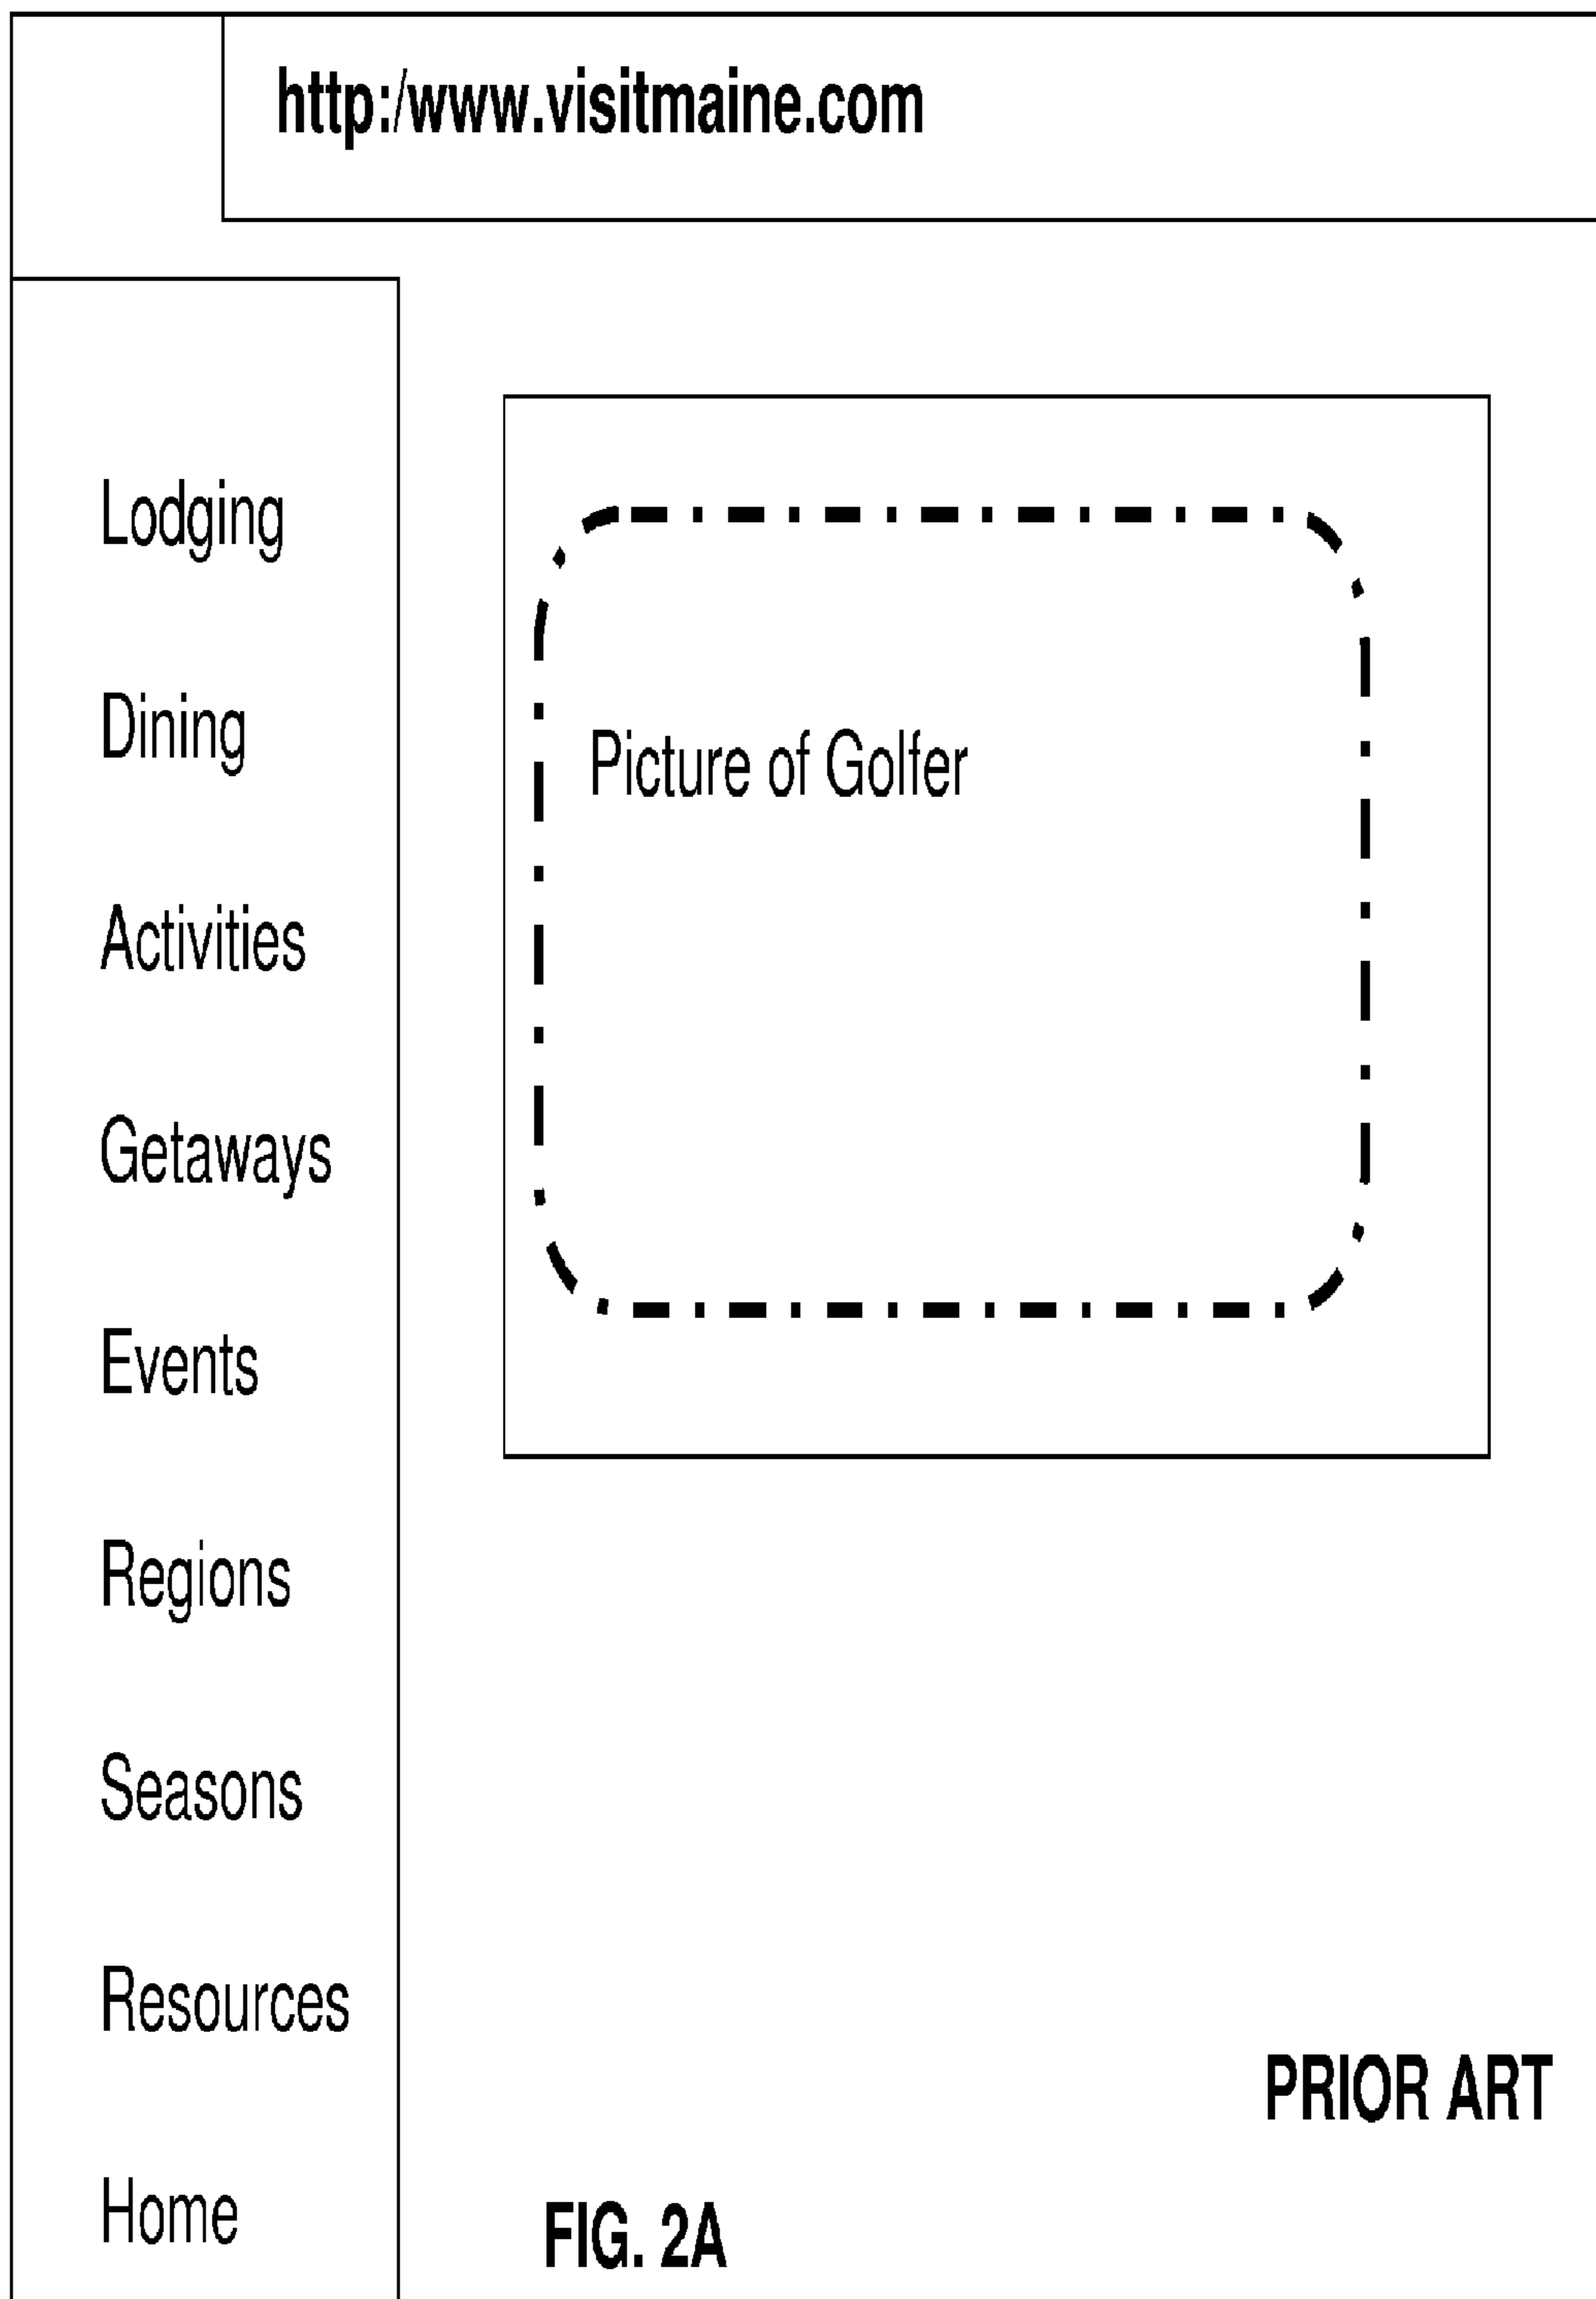 http:/www.visitmaine.com
Lodging
Dining
Picture of Golfer
Activities
Getaways
Events
Regions
Seasons
Resources
PRIOR ART
Home
FIG. 2A